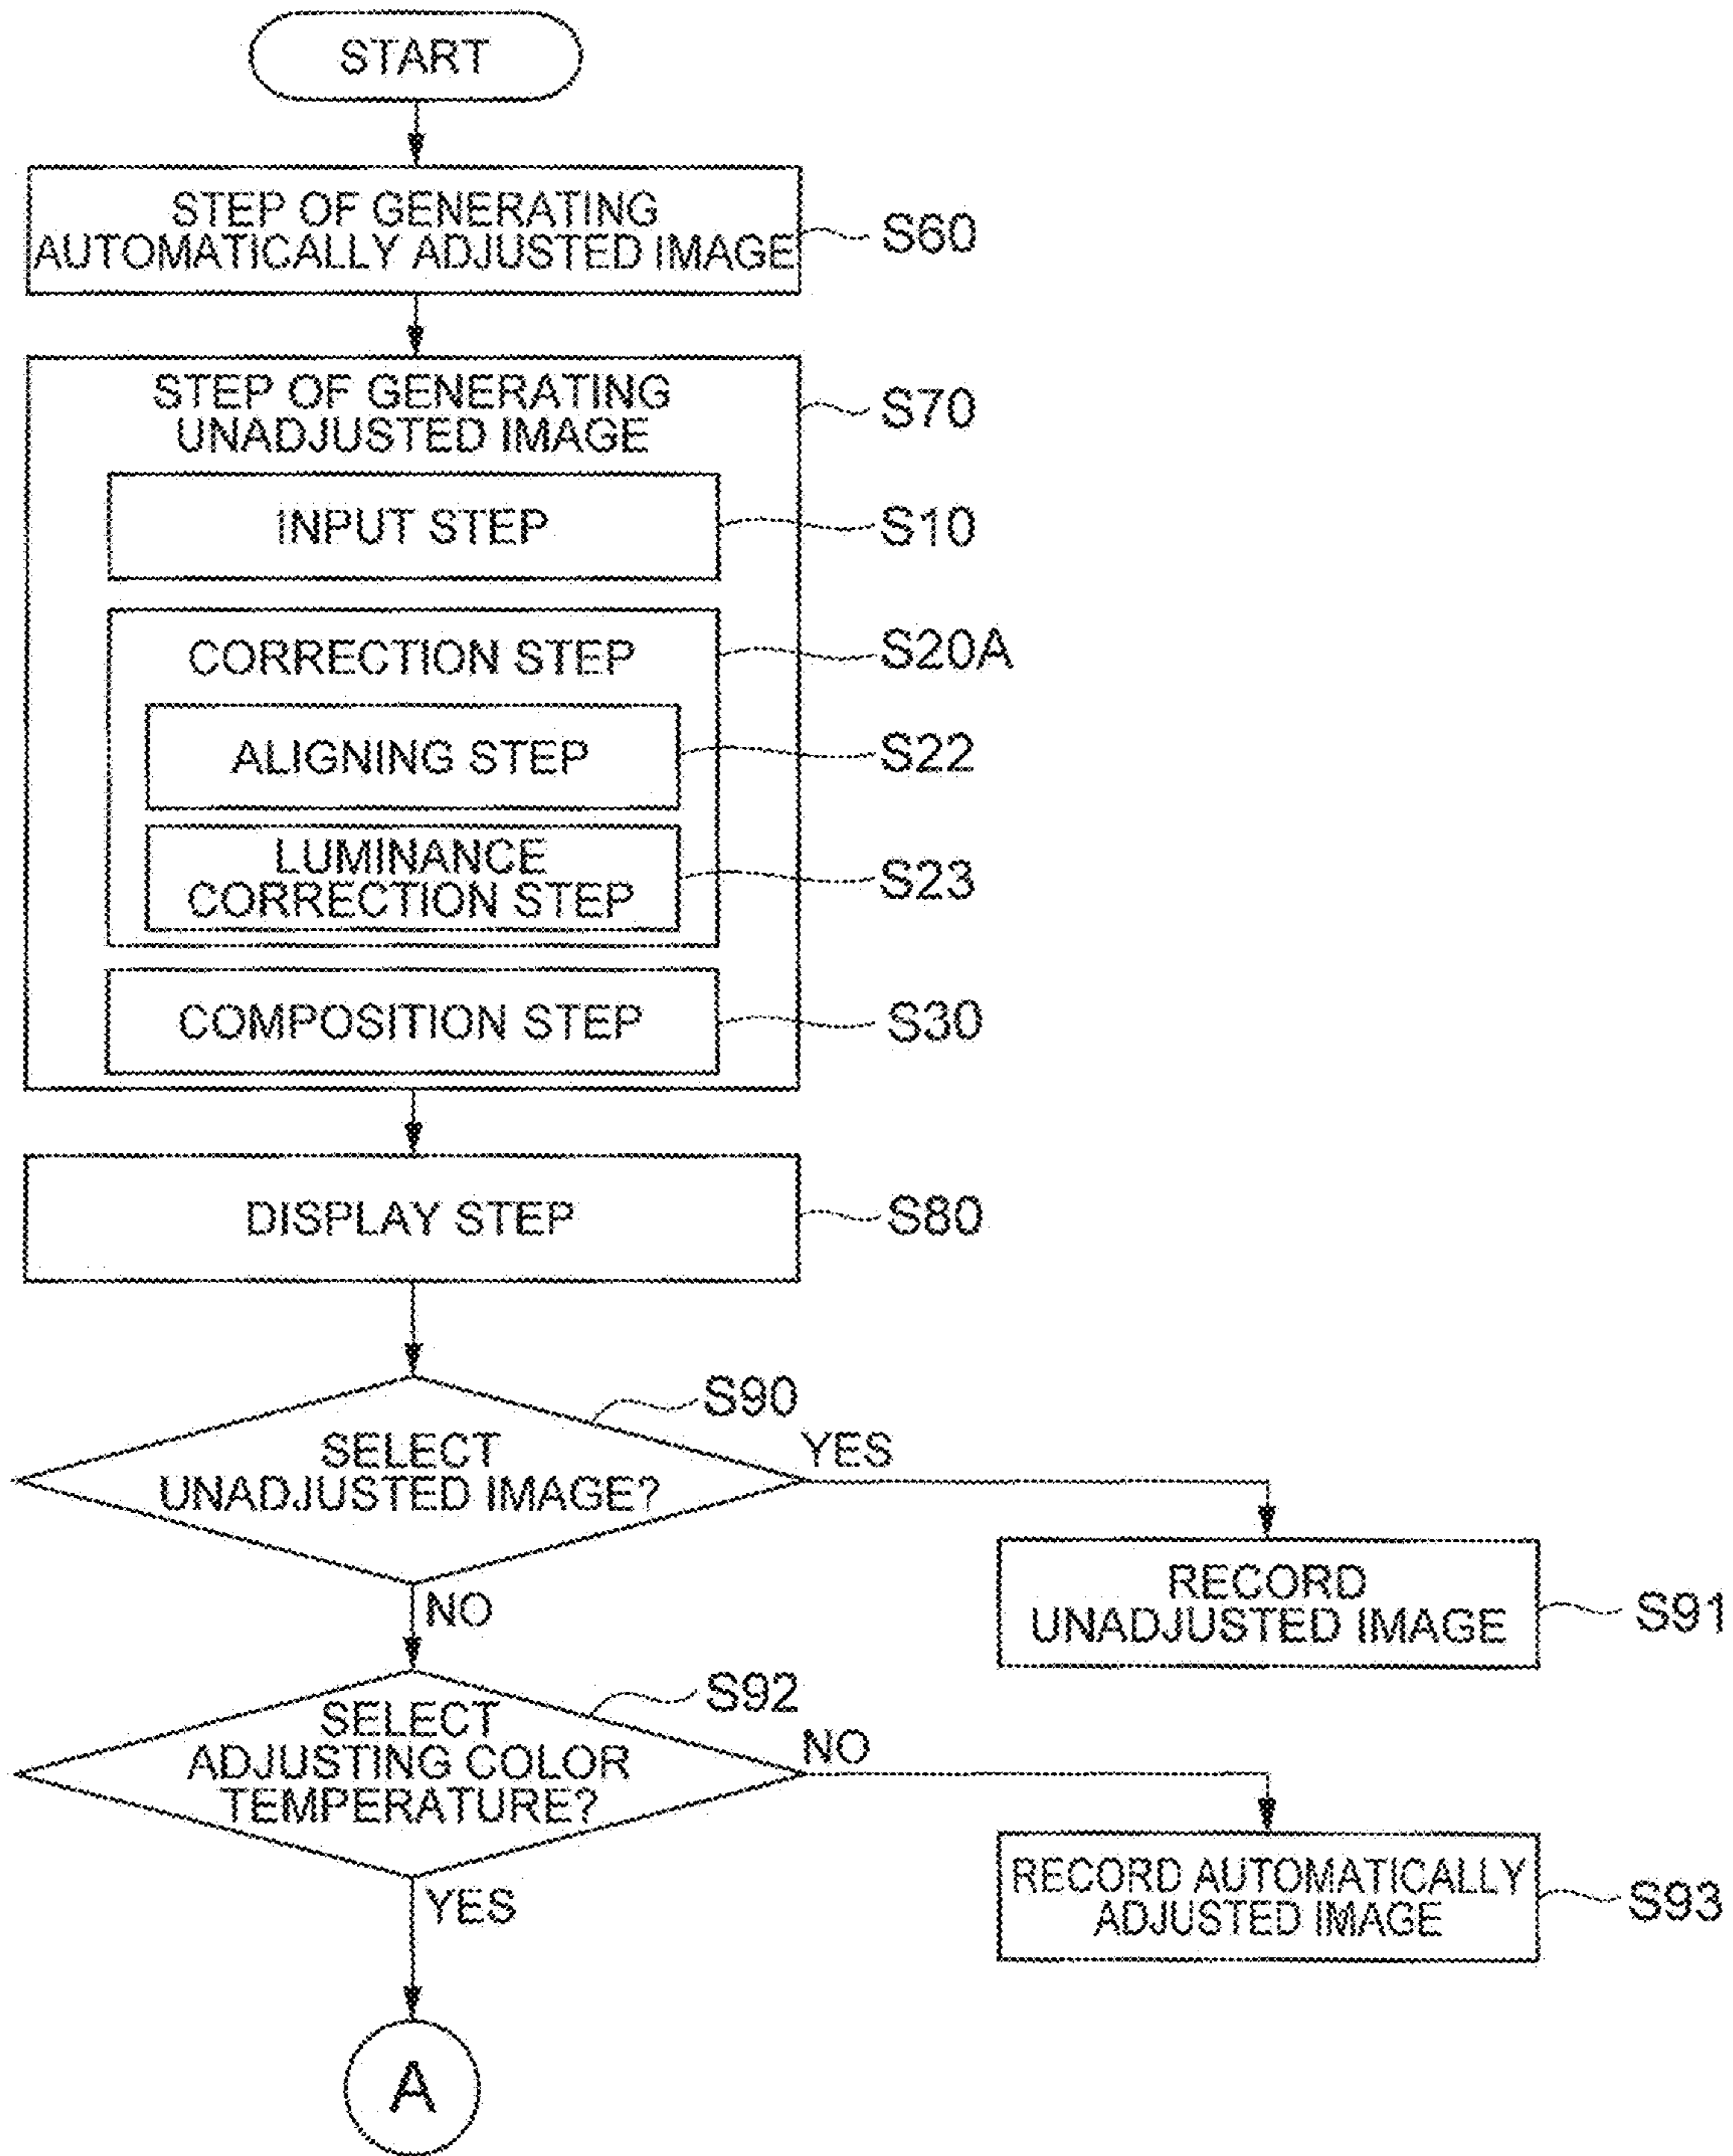 START
STEP OF GENERATING
AUTOMATICALLY ADJUSTED IMAGE
S60
STEP OF GENERATING
UNADJUSTED IMAGE
S70
INPUT STEP
S10
CORRECTION STEP
S20A
ALIGNING STEP
S22
LUMINANCE
CORRECTION STEP
S23
COMPOSITION STEP
S30
DISPLAY STEP
S80
S90
SELECT
UNADJUSTED IMAGE?
YES
NO
RECORD
UNADJUSTED IMAGE
S91
S92
SELECT
ADJUSTING COLOR
TEMPERATURE?
NO
YES
RECORD AUTOMATICALLY
ADJUSTED IMAGE
S93
A